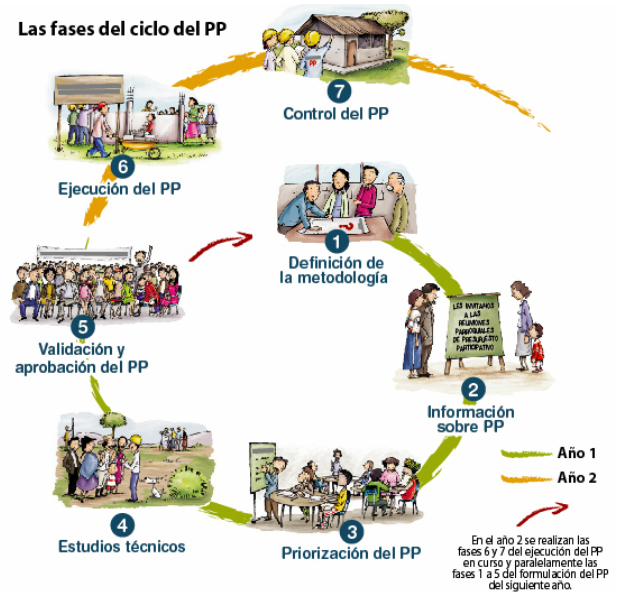 Las fases del ciclo del PP
PP
7
Control del PP
6
Ejecución del PP
1
Definición de
la metodología
5
Validación y
aprobación del PP
LES INVITAMOS
A LAS
REUNIONES
PARROQUIALES
DE PRESUPUESTO
PARTICIPATIVO
2
Información
sobre PP
4
Estudios técnicos
3
Priorización del PP
Año 1
Año 2
En el año 2 se realizan las
fases 6 y 7 del ejecución del PP
en curso y paralelamente las
fases 1 a 5 del formulación del PP
del siguiente año.